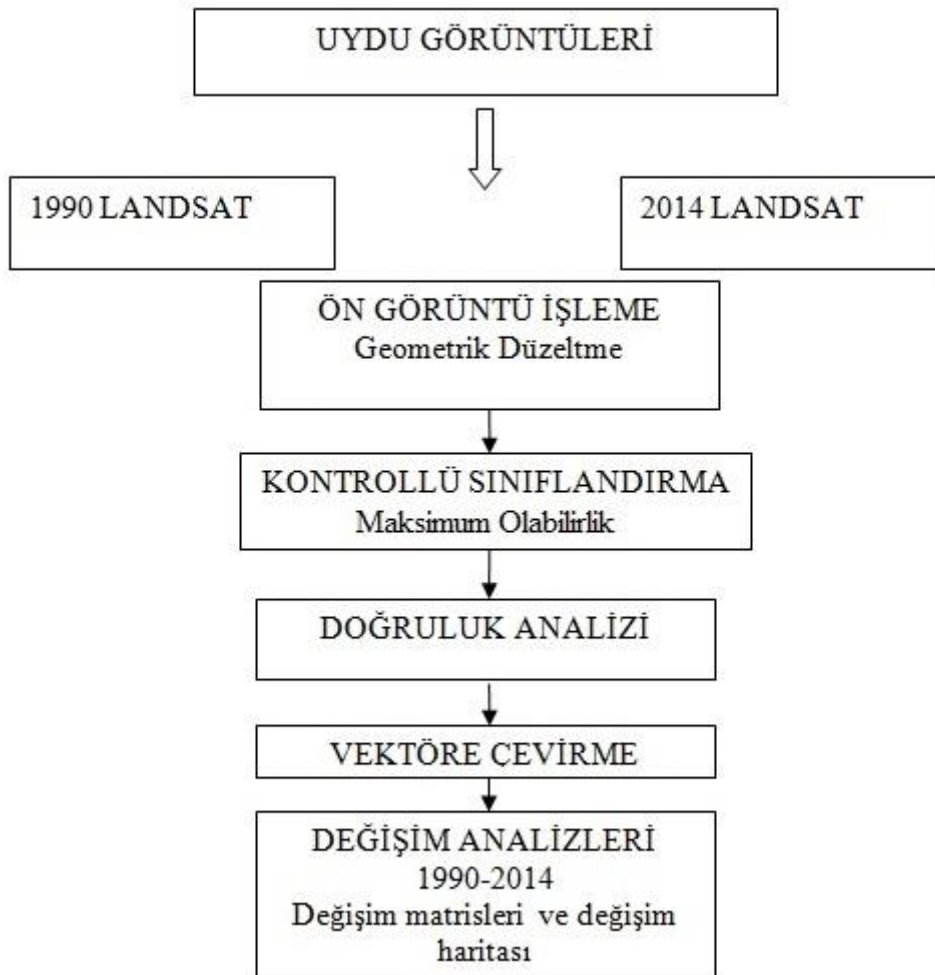 UYDU GÖRÜNTÜLERİ
1990 LANDSAT
2014 LANDSAT
ÖN GÖRÜNTÜ İŞLEME
Geometrik Düzeltme
KONTROLLÜ SINIFLANDIRMA
Maksimum Olabilirlik
DOĞRULUK ANALİZİ
VEKTÖRE ÇEVİRME
DEĞİŞİM ANALİZLERİ
1990-2014
Değişim matrisleri ve değişim
haritası